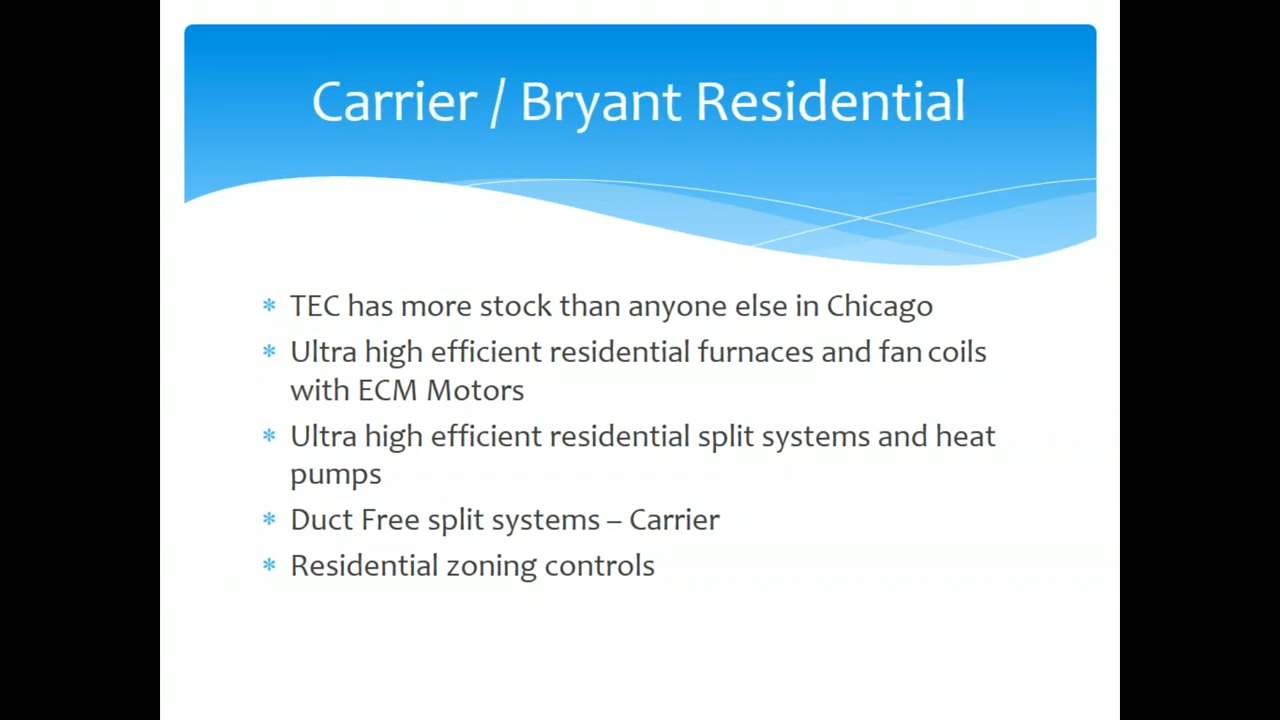 Carrier / Bryant Residential
* TEC has more stock than anyone else in Chicago
* Ultra high efficient residential furnaces and fan coils
with ECM Motors
* Ultra high efficient residential split systems and heat
pumps
* Duct Free split systems – Carrier
* Residential zoning controls